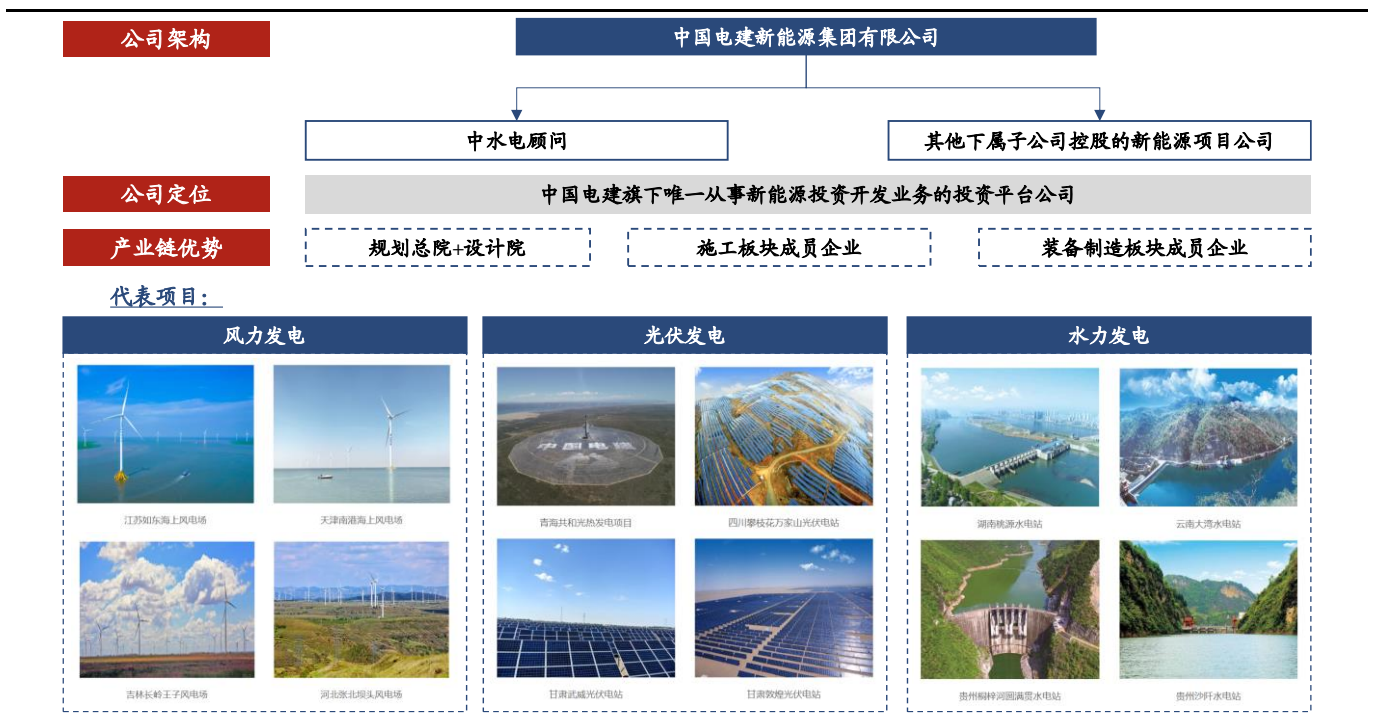 公司架构
中国电建新能源集团有限公司
中水电顾问
其他下属子公司控股的新能源项目公司
公司定位
中国电建旗下唯一从事新能源投资开发业务的投资平台公司
产业链优势
规划总院+设计院
施工板块成员企业
装备制造板块成员企业
代表项目：
风力发电
光伏发电
水力发电
中国电建
江苏如东海上风电场
天津南港海上风电场
青海共和光热发电项目
四川攀枝花万家山光伏电站
湖南桃源水电站
云南大湾水电站
吉林长岭王子风电场
河北张北坝头风电场
甘肃武威光伏电站
甘肃敦煌光伏电站
贵州桐梓河圆满贯水电站
贵州沙阡水电站